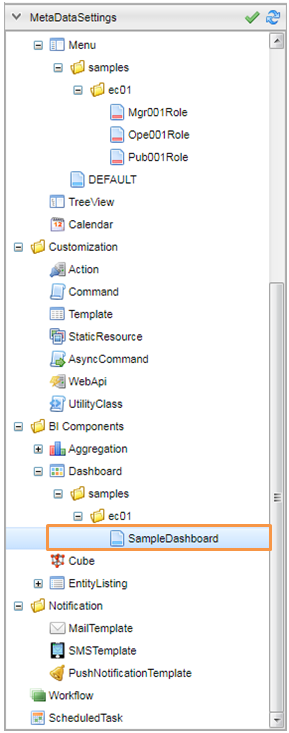 MetaDataSettings
Menu
samples
ec01
Mgr001Role
Ope001Role
Pub001Role
DEFAULT
TreeView
Calendar
Customization
Action
Command
Template
StaticResource
AsyncCommand
WebApi
UtilityClass
BI Components
Aggregation
Dashboard
samples
ec01
SampleDashboard
Cube
EntityListing
Notification
MailTemplate
SMSTemplate
PushNotificationTemplate
Workflow
ScheduledTask